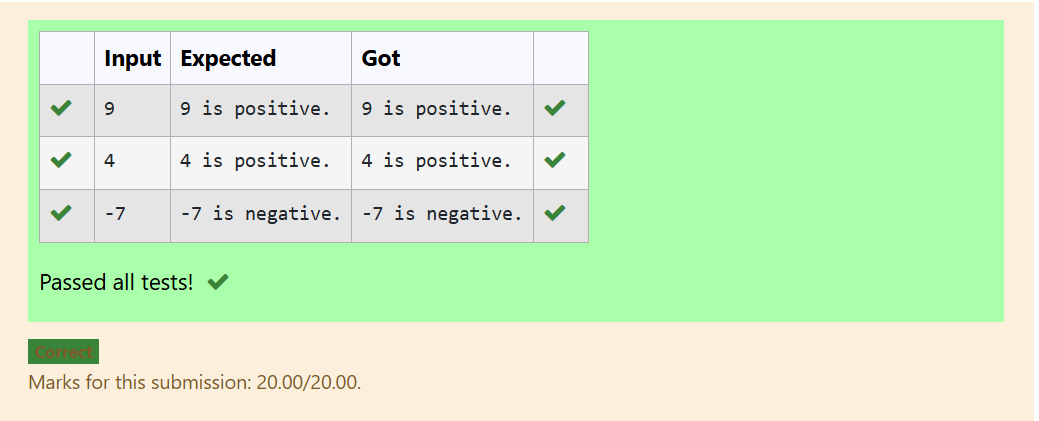 Input Expected Got
9 9 is positive. 9 is positive.
4 4 is positive. 4 is positive.
-7 -7 is negative. -7 is negative.
Passed all tests!
Correct
Marks for this submission: 20.00/20.00.